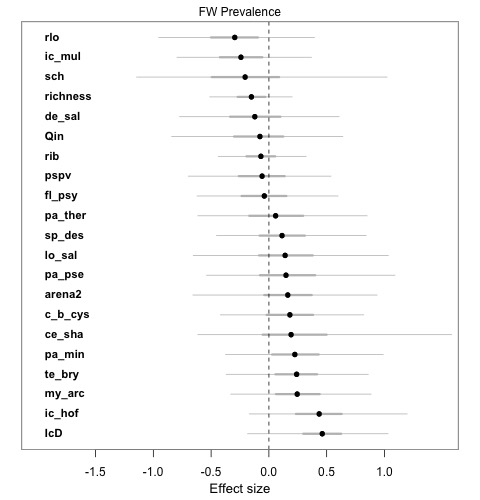 FW Prevalence
rlo
ic_mul
sch
richness
de_sal
Qin
rib
pspv
fl_psy
pa_ther
sp_des
lo_sal
pa_pse
arena2
c_b_cys
ce_sha
pa_min
te_bry
my_arc
ic_hof
IcD
-1.5 -1.0 -0.5 0.0 0.5 1.0
Effect size